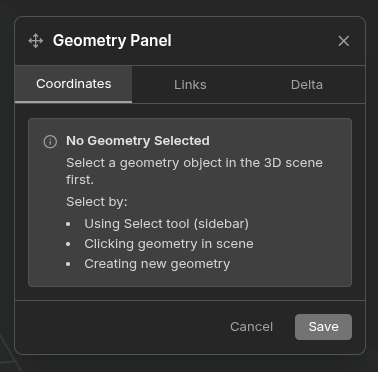 Geometry Panel
Coordinates Links Delta
No Geometry Selected
Select a geometry object in the 3D scene
first.
Select by:
• Using Select tool (sidebar)
• Clicking geometry in scene
• Creating new geometry
Cancel Save